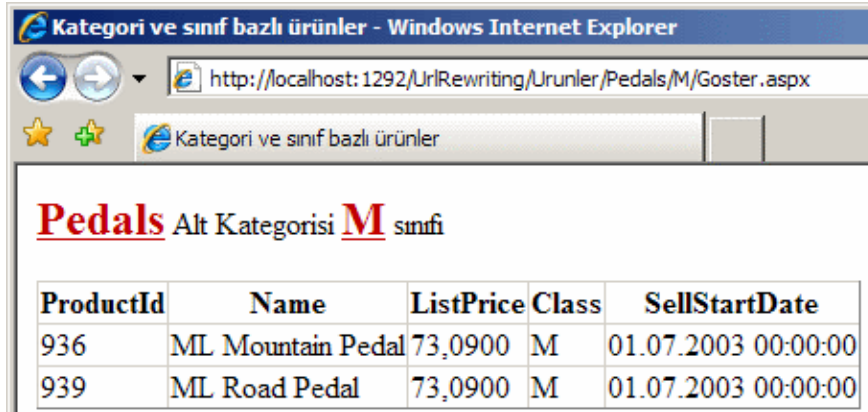 Kategori ve sınıf bazlı ürünler - Windows Internet Explorer
http://localhost:1292/UrlRewriting/Urunler/Pedals/M/Goster.aspx
Kategori ve sınıf bazlı ürünler
Pedals Alt Kategorisi M sınıfı
ProductId Name ListPrice Class SellStartDate
936 ML Mountain Pedal 73,0900 M 01.07.2003 00:00:00
939 ML Road Pedal 73,0900 M 01.07.2003 00:00:00